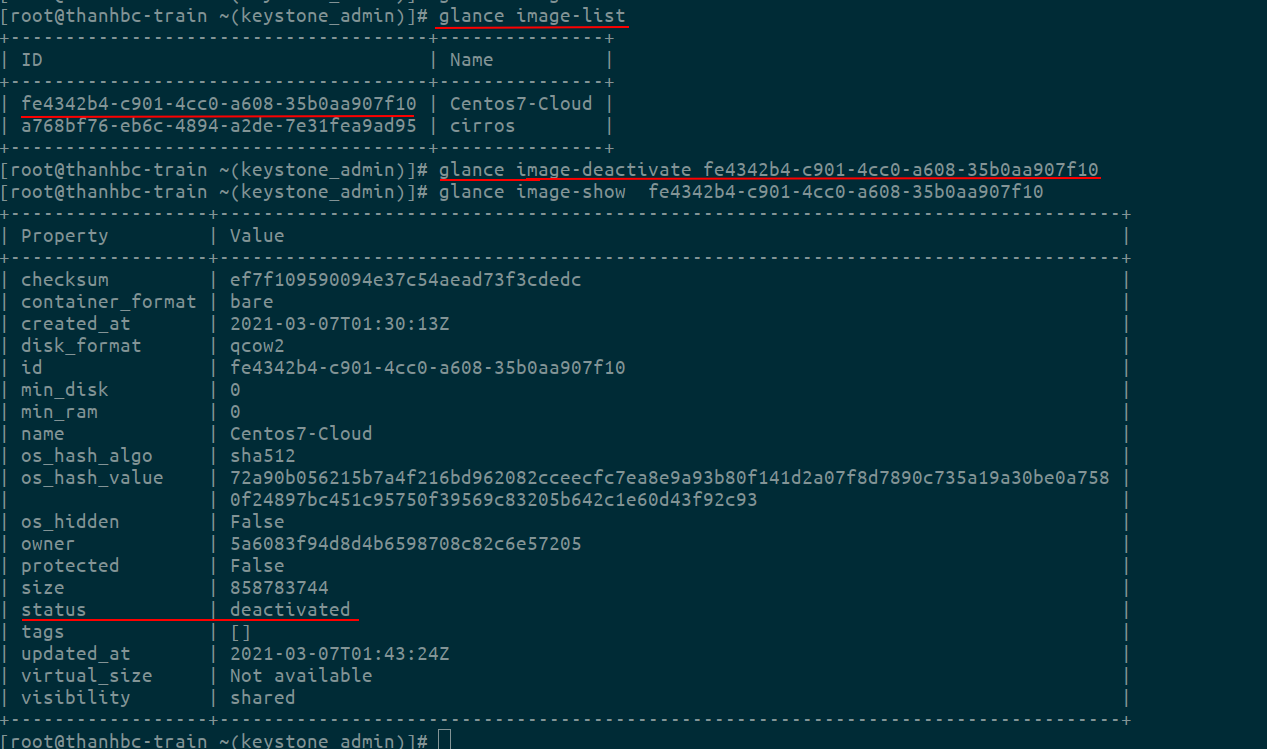 [root@thanhbc-train ~(keystone_admin)]# glance image-list
+--------------------------------------+---------------+
| ID                                   | Name          |
+--------------------------------------+---------------+
| fe4342b4-c901-4cc0-a608-35b0aa907f10 | Centos7-Cloud |
| a768bf76-eb6c-4894-a2de-7e31fea9ad95 | cirros        |
+--------------------------------------+---------------+
[root@thanhbc-train ~(keystone_admin)]# glance image-deactivate fe4342b4-c901-4cc0-a608-35b0aa907f10
[root@thanhbc-train ~(keystone_admin)]# glance image-show  fe4342b4-c901-4cc0-a608-35b0aa907f10
+------------------+----------------------------------------------------------------------------------+
| Property         | Value                                                                            |
+------------------+----------------------------------------------------------------------------------+
| checksum         | ef7f109590094e37c54aead73f3cdedc                                                 |
| container_format | bare                                                                             |
| created_at       | 2021-03-07T01:30:13Z                                                             |
| disk_format      | qcow2                                                                            |
| id               | fe4342b4-c901-4cc0-a608-35b0aa907f10                                             |
| min_disk         | 0                                                                                |
| min_ram          | 0                                                                                |
| name             | Centos7-Cloud                                                                    |
| os_hash_algo     | sha512                                                                           |
| os_hash_value    | 72a90b056215b7a4f216bd962082cceecfc7ea8e9a93b80f141d2a07f8d7890c735a19a30be0a758 |
|                  | 0f24897bc451c95750f39569c83205b642c1e60d43f92c93                                 |
| os_hidden        | False                                                                            |
| owner            | 5a6083f94d8d4b6598708c82c6e57205                                                 |
| protected        | False                                                                            |
| size             | 858783744                                                                        |
| status           | deactivated                                                                      |
| tags             | []                                                                               |
| updated_at       | 2021-03-07T01:43:24Z                                                             |
| virtual_size     | Not available                                                                    |
| visibility       | shared                                                                           |
+------------------+----------------------------------------------------------------------------------+
[root@thanhbc-train ~(keystone_admin)]#